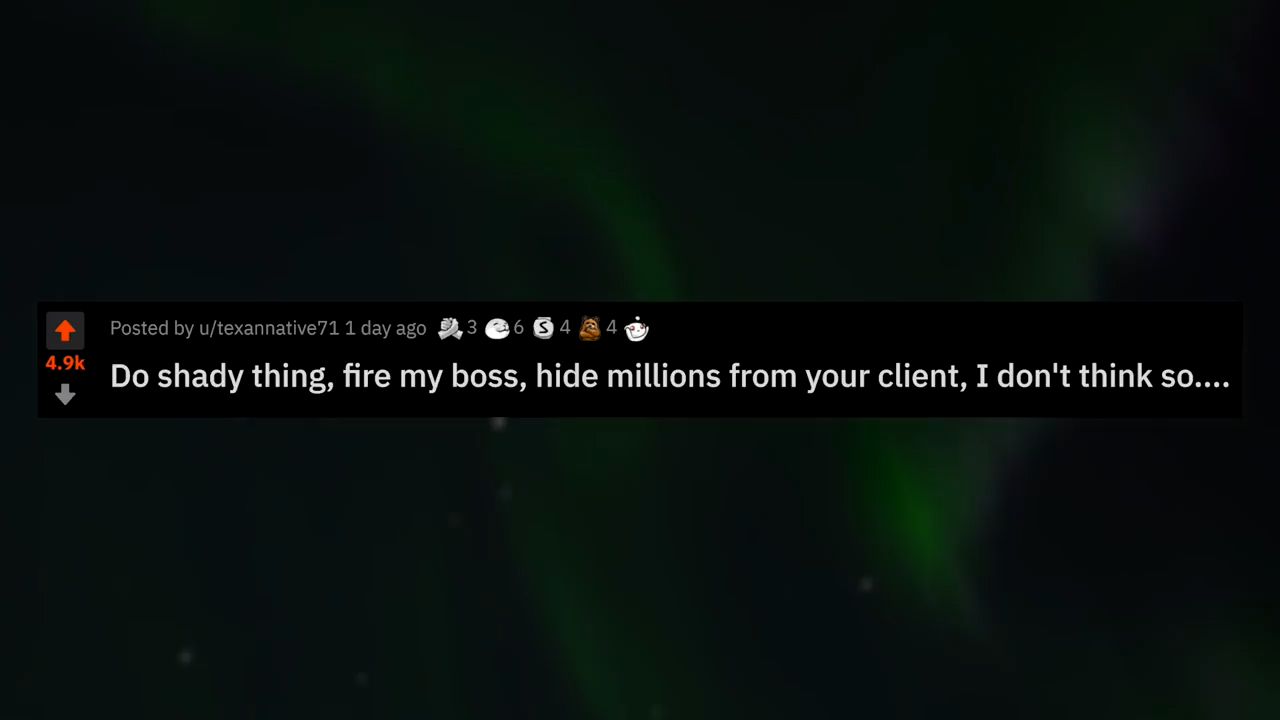 Posted by u/texannative71 1 day ago 3 6 S 4 4
4.9k
Do shady thing, fire my boss, hide millions from your client, I don't think so....